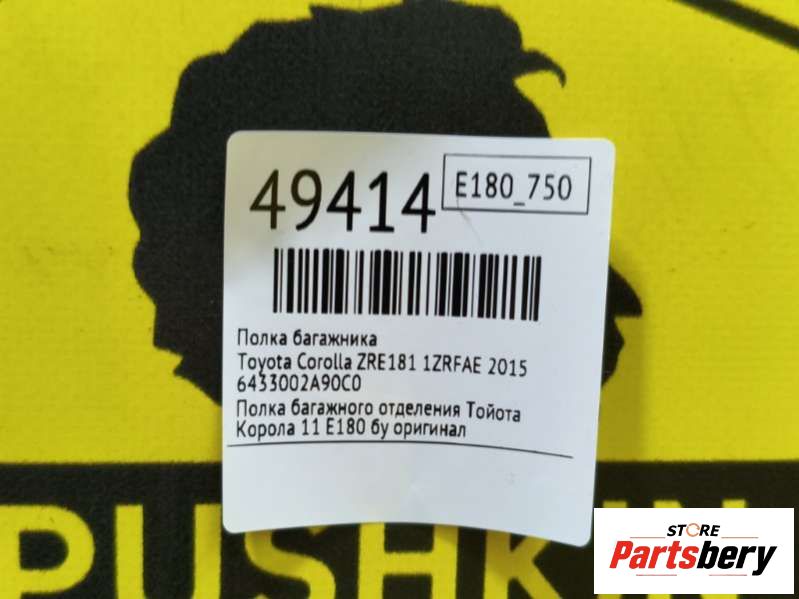 49414
E180_750
Полка багажника
Toyota Corolla ZRE181 1ZRFAE 2015
6433002A90C0
Полка багажного отделения Тойота
Корола 11 E180 бу оригинал
PUSHKIN
STORE
Partsbery